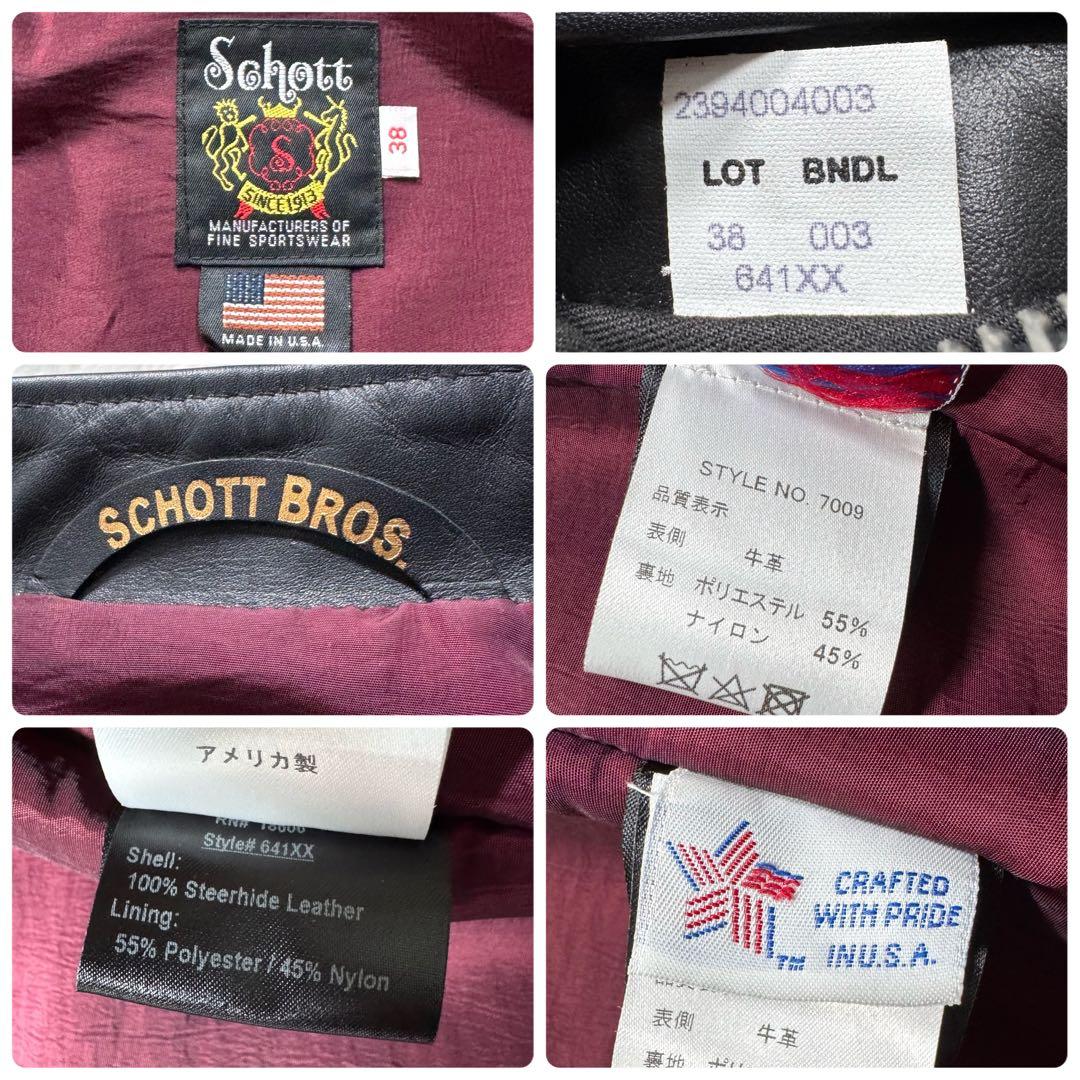 Schott
S
SINCE 1913
MANUFACTURERS OF
FINE SPORTSWEAR
38
MADE IN U.S.A.
2394004003
LOT BNDL
38 003
641XX
SCHOTT BROS.
STYLE NO. 7009
品質表示
表側 牛革
裏地 ポリエステル 55%
ナイロン 45%
アメリカ製
Style# 641XX
Shell:
100% Steerhide Leather
Lining:
55% Polyester / 45% Nylon
CRAFTED
WITH PRIDE
IN U.S.A.
TM
表側 牛革
裏地